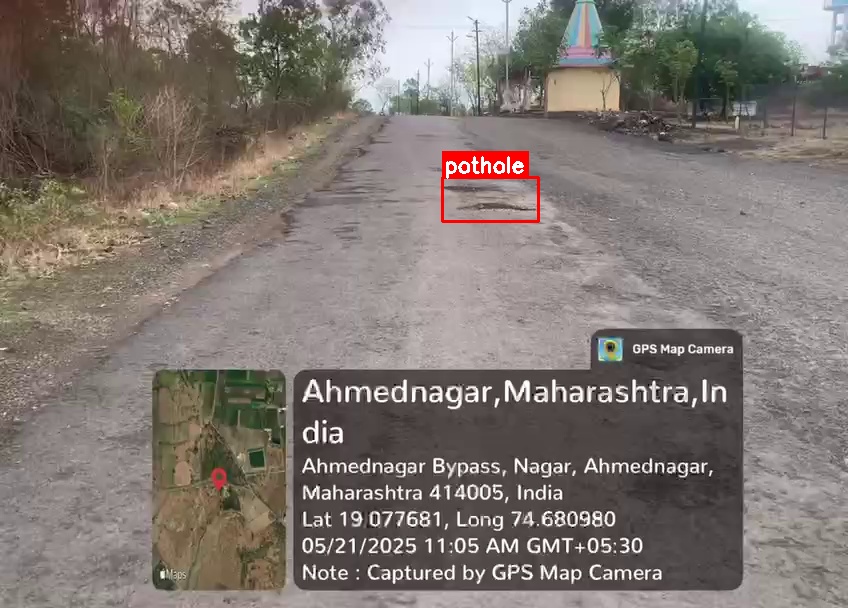 pothole
GPS Map Camera
Ahmednagar,Maharashtra,In
dia
Ahmednagar Bypass, Nagar, Ahmednagar,
Maharashtra 414005, India
Lat 19.077681, Long 74.680980
05/21/2025 11:05 AM GMT+05:30
Note : Captured by GPS Map Camera
Maps